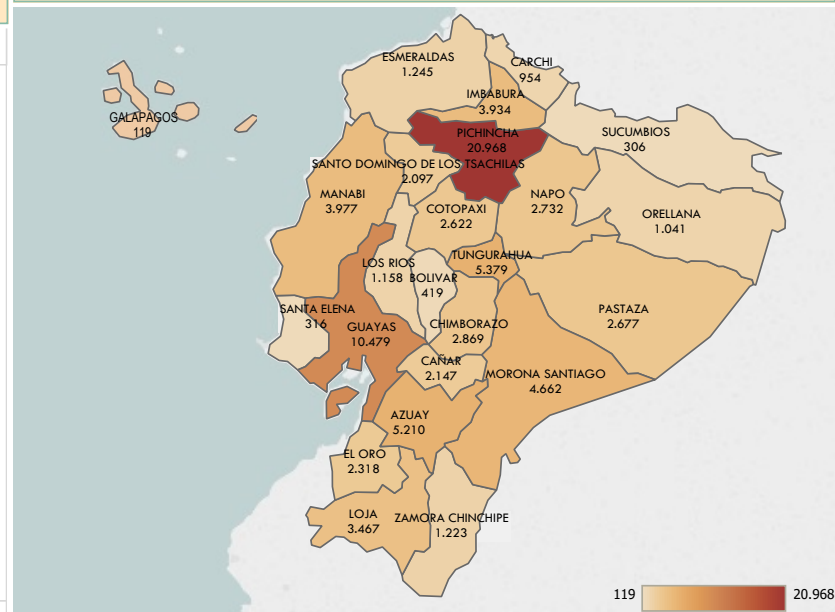 ESMERALDAS
1.245
CARCHI
954
IMBABURA
3.934
GALAPAGOS
119
PICHINCHA
20.968
SUCUMBIOS
306
SANTO DOMINGO DE LOS TSACHILAS
2.097
MANABI
3.977
COTOPAXI
2.622
NAPO
2.732
ORELLANA
1.041
LOS RIOS
1.158
BOLIVAR
419
TUNGURAHUA
5.379
SANTA ELENA
316
GUAYAS
10.479
CHIMBORAZO
2.869
PASTAZA
2.677
CAÑAR
2.147
MORONA SANTIAGO
4.662
AZUAY
5.210
EL ORO
2.318
LOJA
3.467
ZAMORA CHINCHIPE
1.223
119
20.968